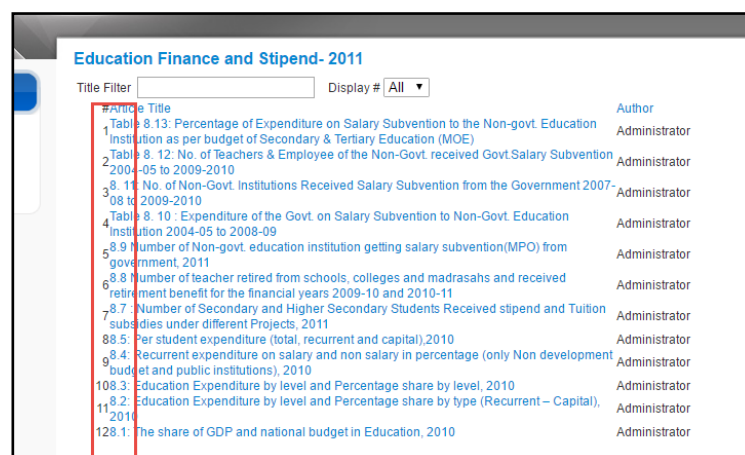 Education Finance and Stipend- 2011
Title Filter Display # All
# Article Title Author
1 Table 8.13: Percentage of Expenditure on Salary Subvention to the Non-govt. Education
Institution as per budget of Secondary & Tertiary Education (MOE) Administrator
2 Table 8. 12: No. of Teachers & Employee of the Non-Govt. received Govt.Salary Subvention
2004-05 to 2009-2010 Administrator
3 8. 11: No. of Non-Govt. Institutions Received Salary Subvention from the Government 2007-
08 to 2009-2010 Administrator
4 Table 8. 10 : Expenditure of the Govt. on Salary Subvention to Non-Govt. Education
Institution 2004-05 to 2008-09 Administrator
5 8.9 Number of Non-govt. education institution getting salary subvention(MPO) from
government, 2011 Administrator
6 8.8 Number of teacher retired from schools, colleges and madrasahs and received
retirement benefit for the financial years 2009-10 and 2010-11 Administrator
7 8.7 : Number of Secondary and Higher Secondary Students Received stipend and Tuition
subsidies under different Projects, 2011 Administrator
8 8.5: Per student expenditure (total, recurrent and capital),2010 Administrator
9 8.4: Recurrent expenditure on salary and non salary in percentage (only Non development
budget and public institutions), 2010 Administrator
10 8.3: Education Expenditure by level and Percentage share by level, 2010 Administrator
11 8.2: Education Expenditure by level and Percentage share by type (Recurrent – Capital),
2010 Administrator
12 8.1: The share of GDP and national budget in Education, 2010 Administrator